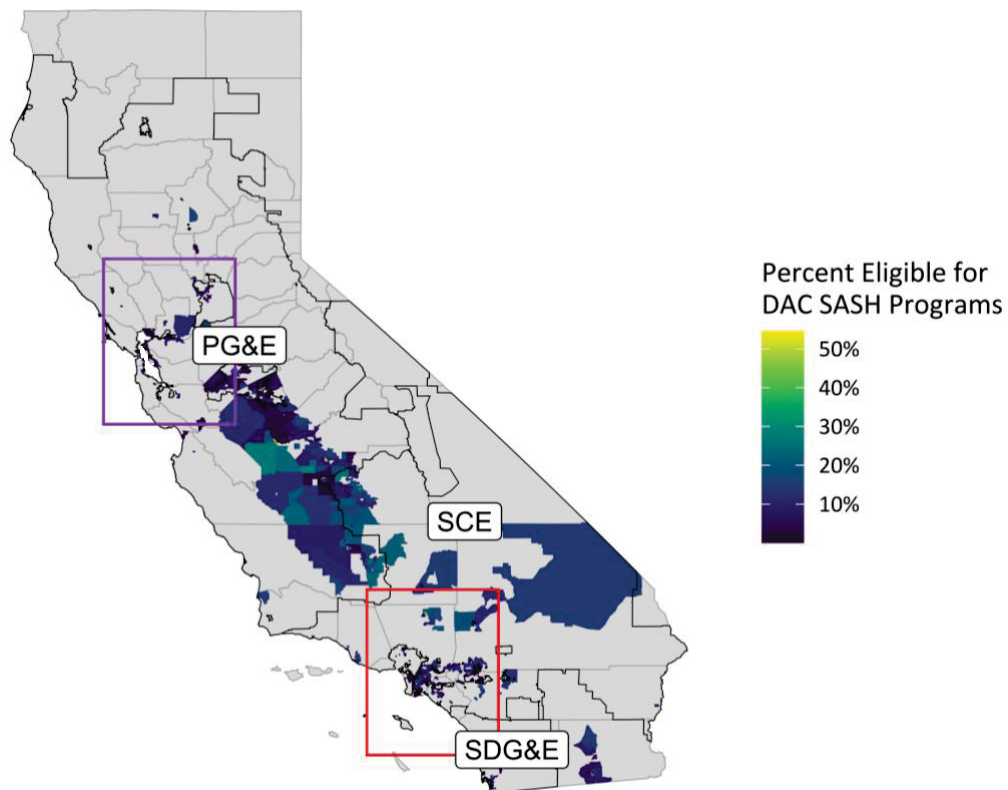 Percent Eligible for
DAC SASH Programs
50%
40%
30%
20%
10%
PG&E
SCE
SDG&E